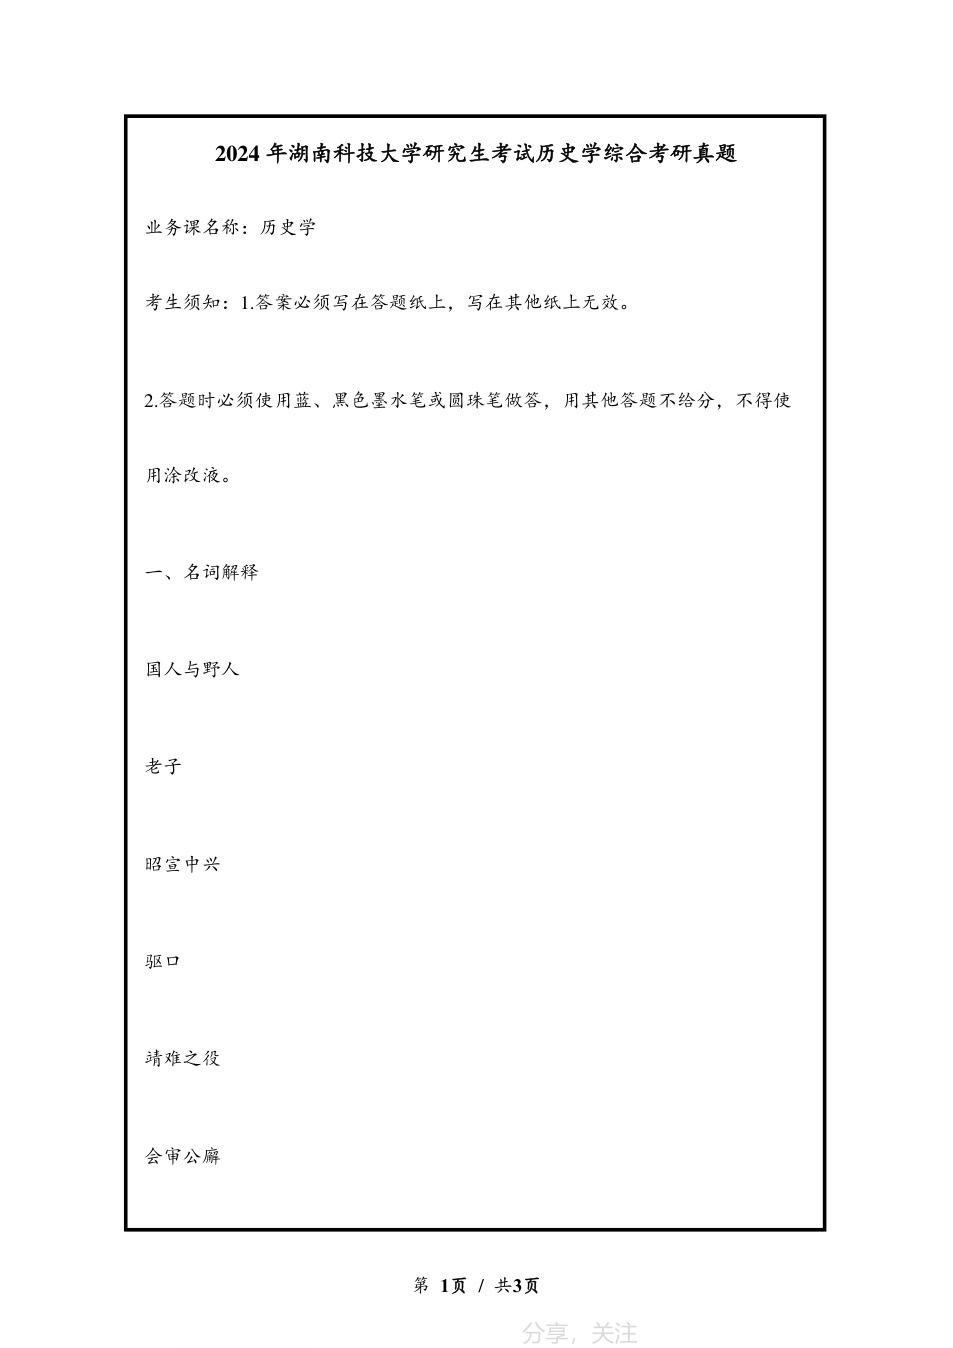 2024 年湖南科技大学研究生考试历史学综合考研真题
业务课名称：历史学
考生须知：1.答案必须写在答题纸上，写在其他纸上无效。
2.答题时必须使用蓝、黑色墨水笔或圆珠笔做答，用其他答题不给分，不得使
用涂改液。
一、名词解释
国人与野人
老子
昭宣中兴
驱口
靖难之役
会审公廨
第 1页 / 共3页
分享，关注